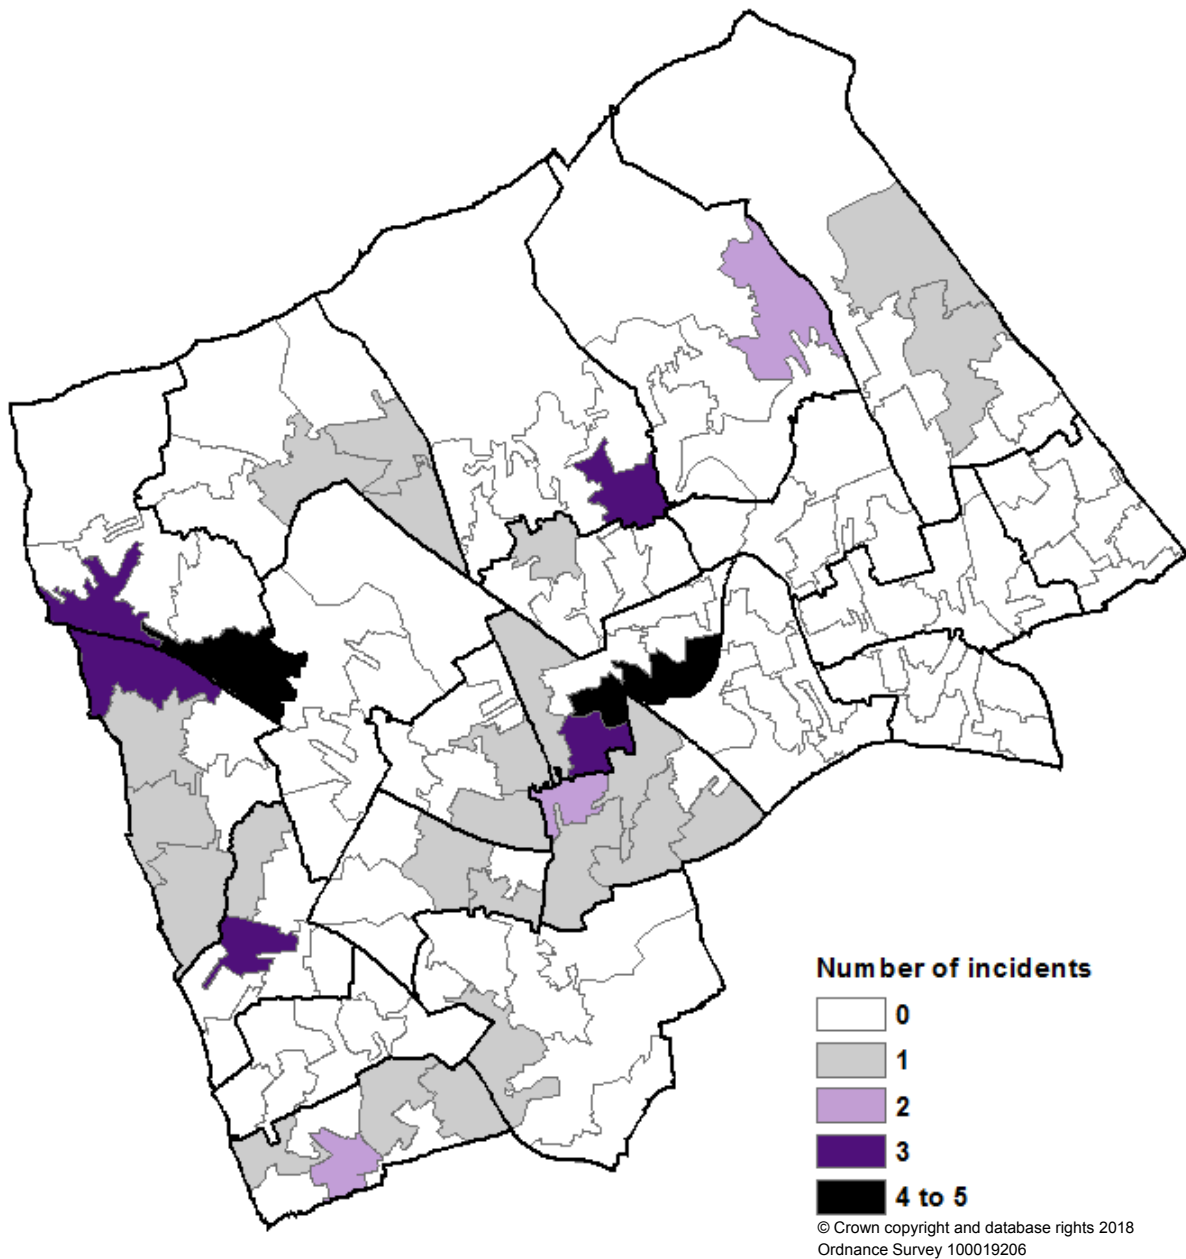 Number of incidents
0
1
2
3
4 to 5
© Crown copyright and database rights 2018
Ordnance Survey 100019206